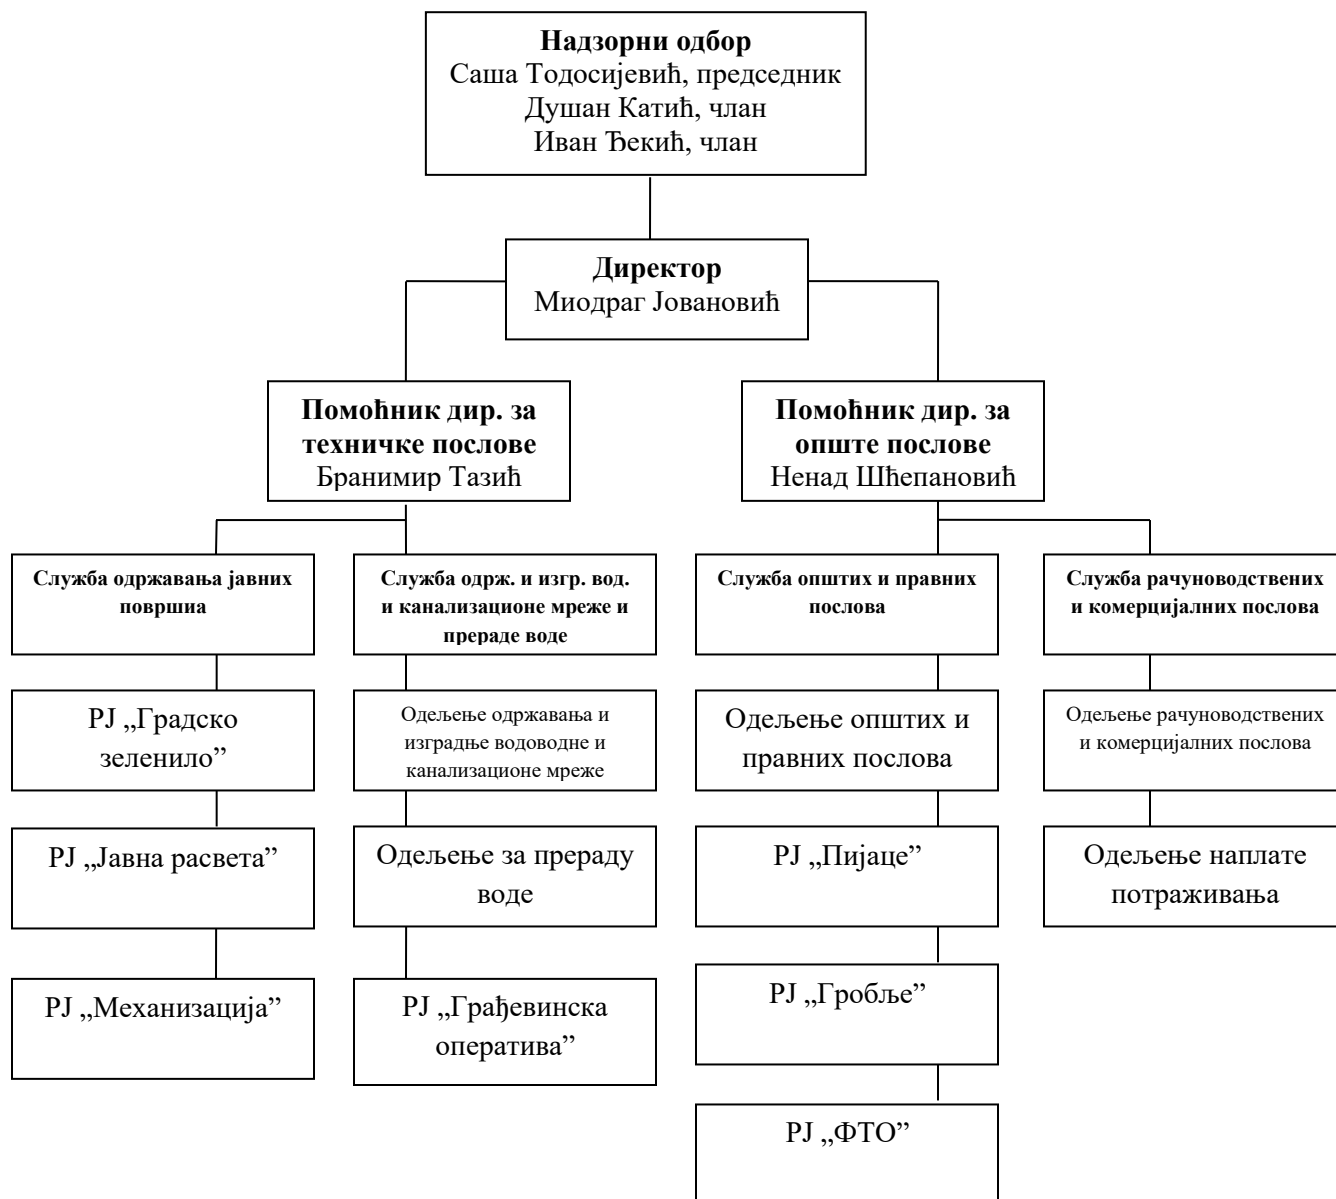 Надзорни одбор
Саша Тодосијевић, председник
Душан Катић, члан
Иван Ђекић, члан
Директор
Миодраг Јовановић
Помоћник дир. за
техничке послове
Бранимир Тазић
Помоћник дир. за
опште послове
Ненад Шћепановић
Служба одржавања јавних
површиа
Служба одрж. и изгр. вод.
и канализационе мреже и
прераде воде
Служба општих и правних
послова
Служба рачуноводствених
и комерцијалних послова
РЈ „Градско
зеленило”
Одељење одржавања и
изградње водоводне и
канализационе мреже
Одељење општих и
правних послова
Одељење рачуноводствених
и комерцијалних послова
РЈ „Јавна расвета”
Одељење за прераду
воде
РЈ „Пијаце”
Одељење наплате
потраживања
РЈ „Механизација”
РЈ „Грађевинска
оператива”
РЈ „Гробље”
РЈ „ФТО”